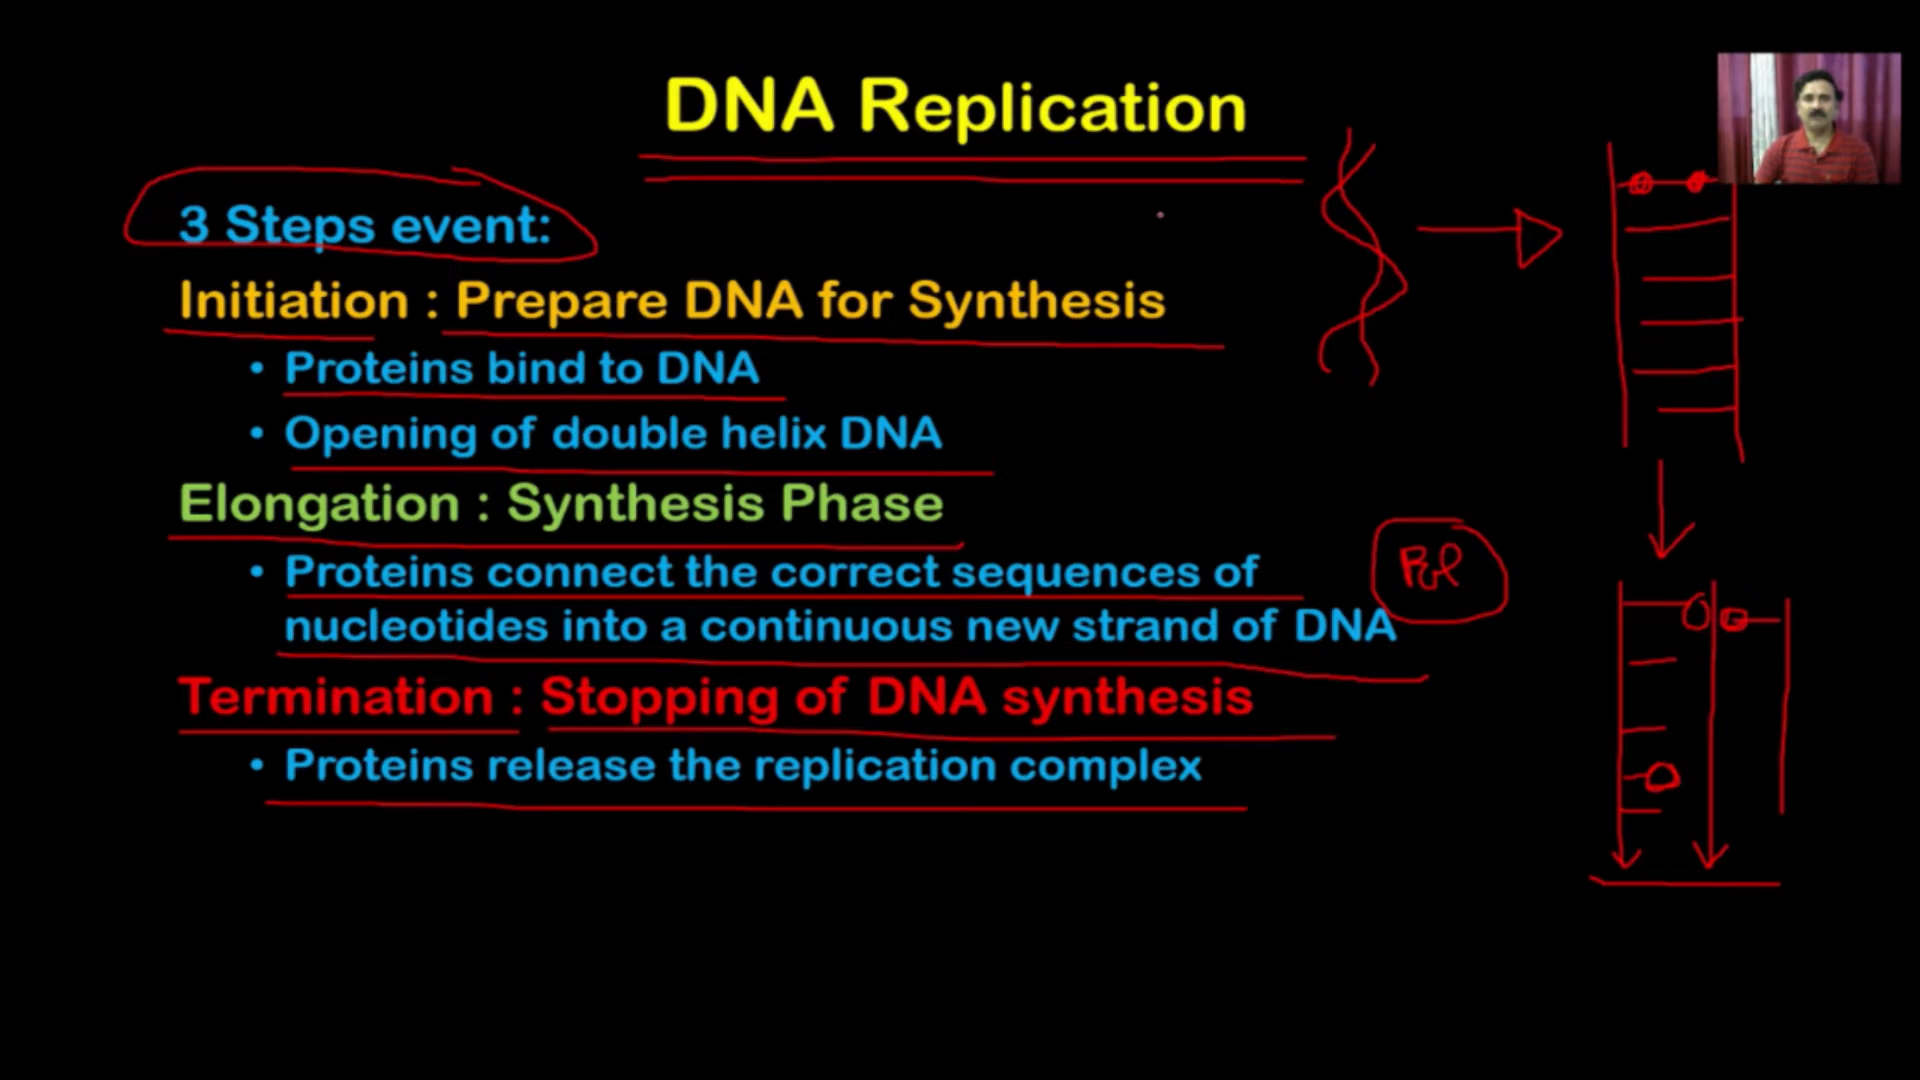 DNA Replication
3 Steps event:
Initiation : Prepare DNA for Synthesis
• Proteins bind to DNA
• Opening of double helix DNA
Elongation : Synthesis Phase
• Proteins connect the correct sequences of
nucleotides into a continuous new strand of DNA
Termination : Stopping of DNA synthesis
• Proteins release the replication complex